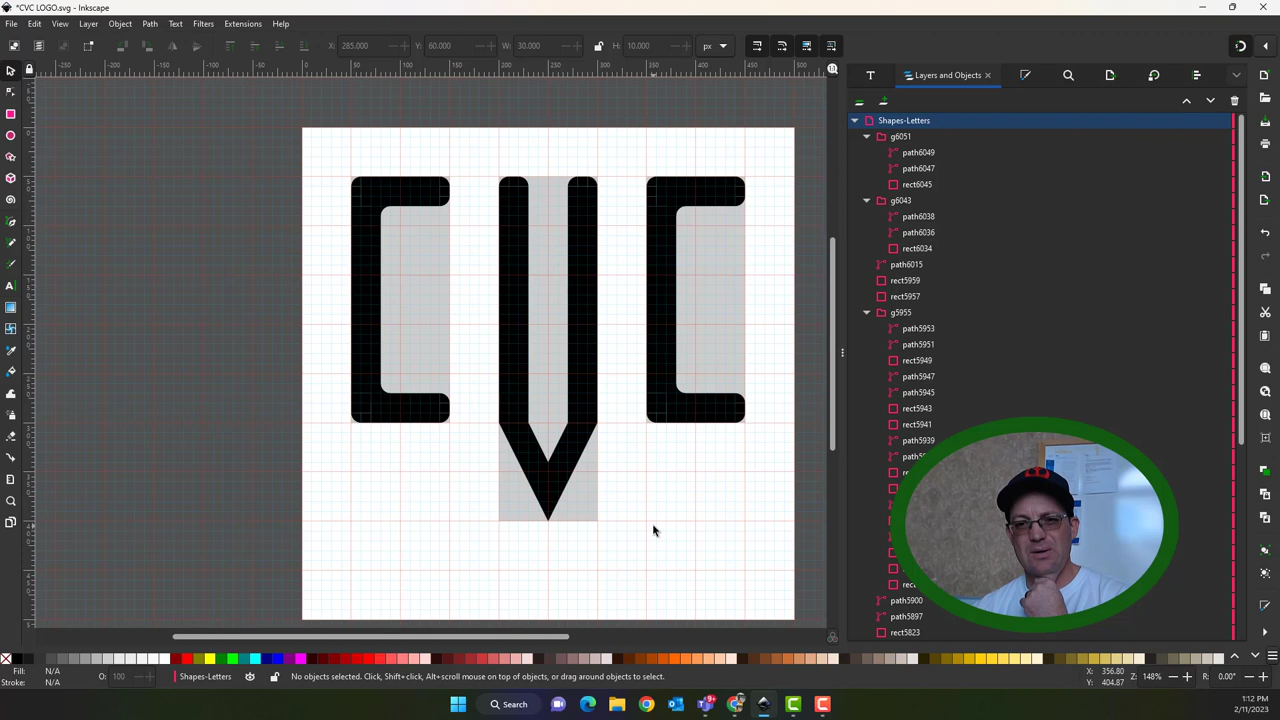 *CVC LOGO.svg - Inkscape
File Edit View Layer Object Path Text Filters Extensions Help
X: 285.000 Y: 60.000 W: 30.000 H: 10.000 px
Layers and Objects
Shapes-Letters
g6051
path6049
path6047
rect6045
g6043
path6038
path6036
rect6034
path6015
rect5959
rect5957
g5955
path5953
path5951
rect5949
path5947
path5945
rect5943
rect5941
path5939
path5900
path5897
rect5823
CVC
Fill: N/A
Stroke: N/A
O: 100
Shapes-Letters
No objects selected. Click, Shift+click, Alt+scroll mouse on top of objects, or drag around objects to select.
X: 356.80
Y: 404.87
Z: 148%
R: 0.00°
Search
1:12 PM
2/11/2023